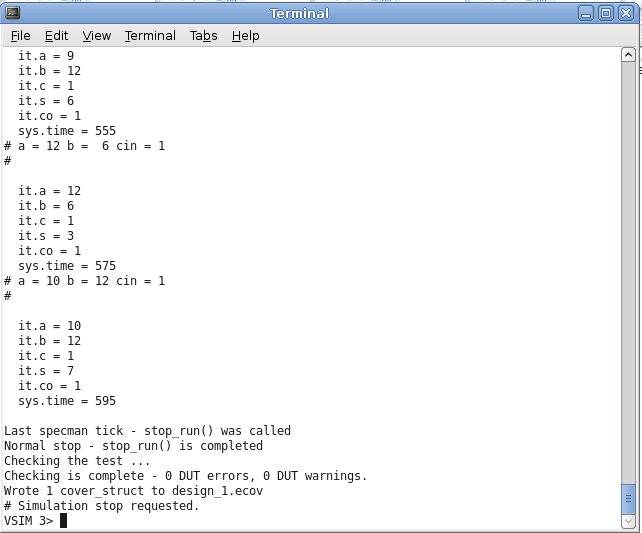 Terminal
File Edit View Terminal Tabs Help
it.a = 9
it.b = 12
it.c = 1
it.s = 6
it.co = 1
sys.time = 555
# a = 12 b =  6 cin = 1
#
it.a = 12
it.b = 6
it.c = 1
it.s = 3
it.co = 1
sys.time = 575
# a = 10 b = 12 cin = 1
#
it.a = 10
it.b = 12
it.c = 1
it.s = 7
it.co = 1
sys.time = 595
Last specman tick - stop_run() was called
Normal stop - stop_run() is completed
Checking the test ...
Checking is complete - 0 DUT errors, 0 DUT warnings.
Wrote 1 cover_struct to design_1.ecov
# Simulation stop requested.
VSIM 3>